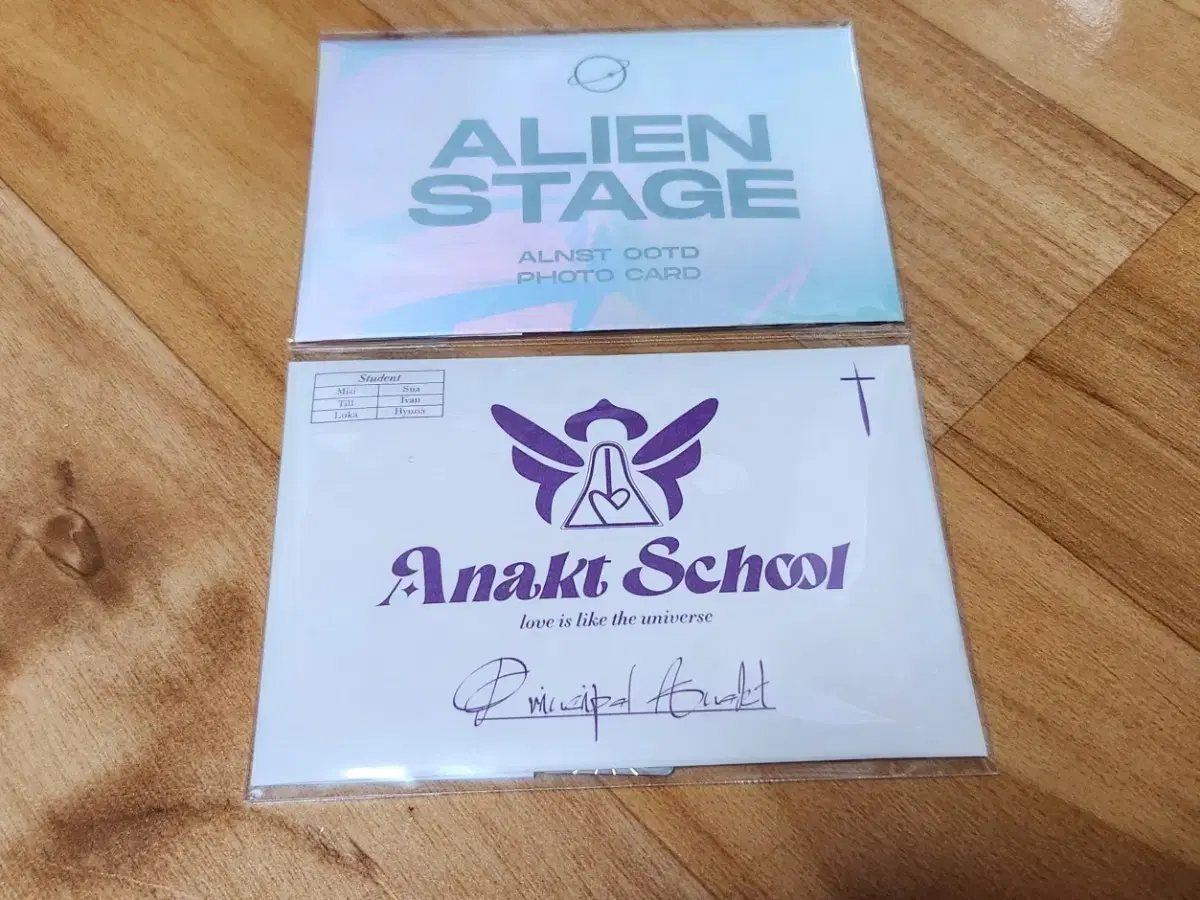 ALIEN
STAGE
ALNST OOTD
PHOTO CARD
Student
Mizi Sua
Till Ivan
Luka Hyuna
Anakt School
love is like the universe
Principal Anakt